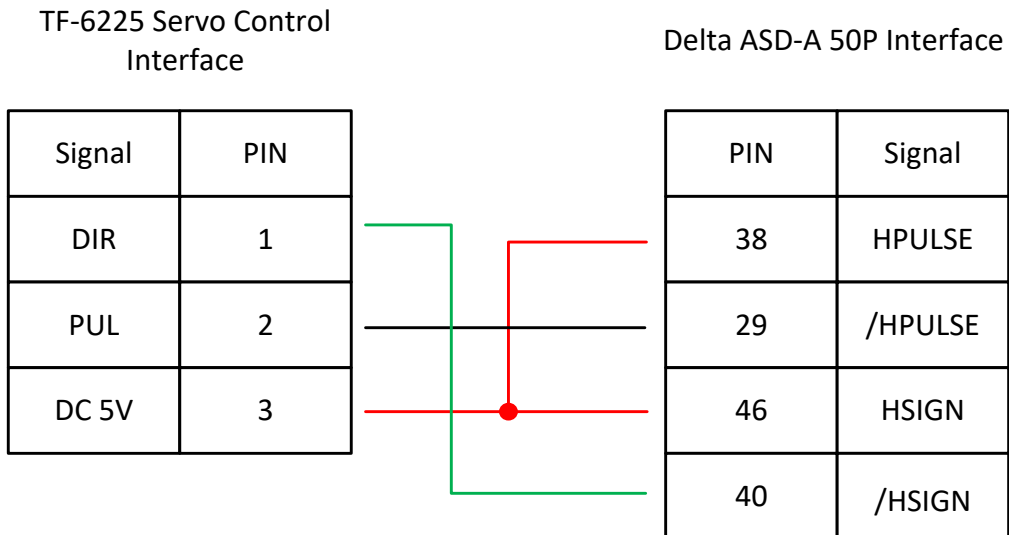 TF-6225 Servo Control
Interface
Delta ASD-A 50P Interface
Signal PIN
DIR 1
PUL 2
DC 5V 3
PIN Signal
38 HPULSE
29 /HPULSE
46 HSIGN
40 /HSIGN